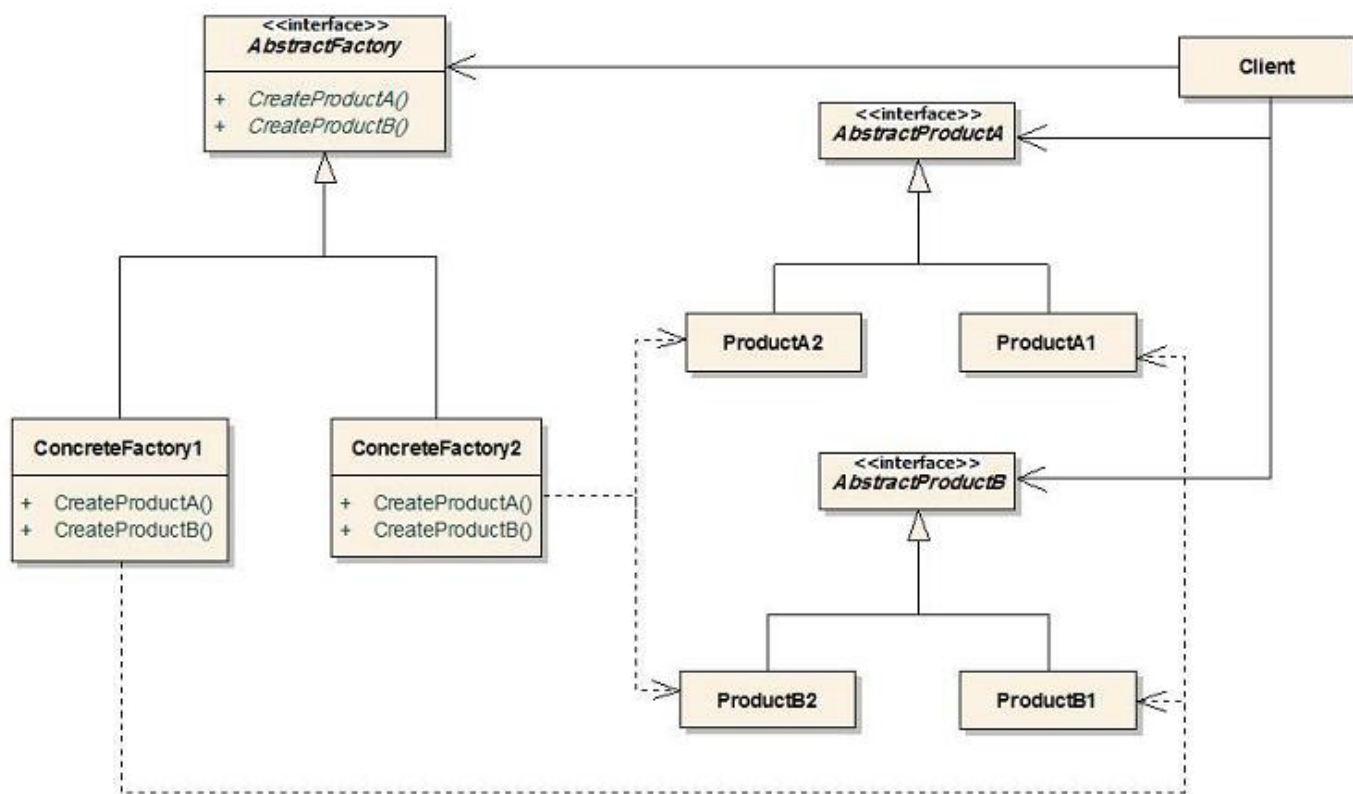 <<interface>>
AbstractFactory
+ CreateProductA()
+ CreateProductB()
Client
<<interface>>
AbstractProductA
ProductA2
ProductA1
ConcreteFactory1
+ CreateProductA()
+ CreateProductB()
ConcreteFactory2
+ CreateProductA()
+ CreateProductB()
<<interface>>
AbstractProductB
ProductB2
ProductB1